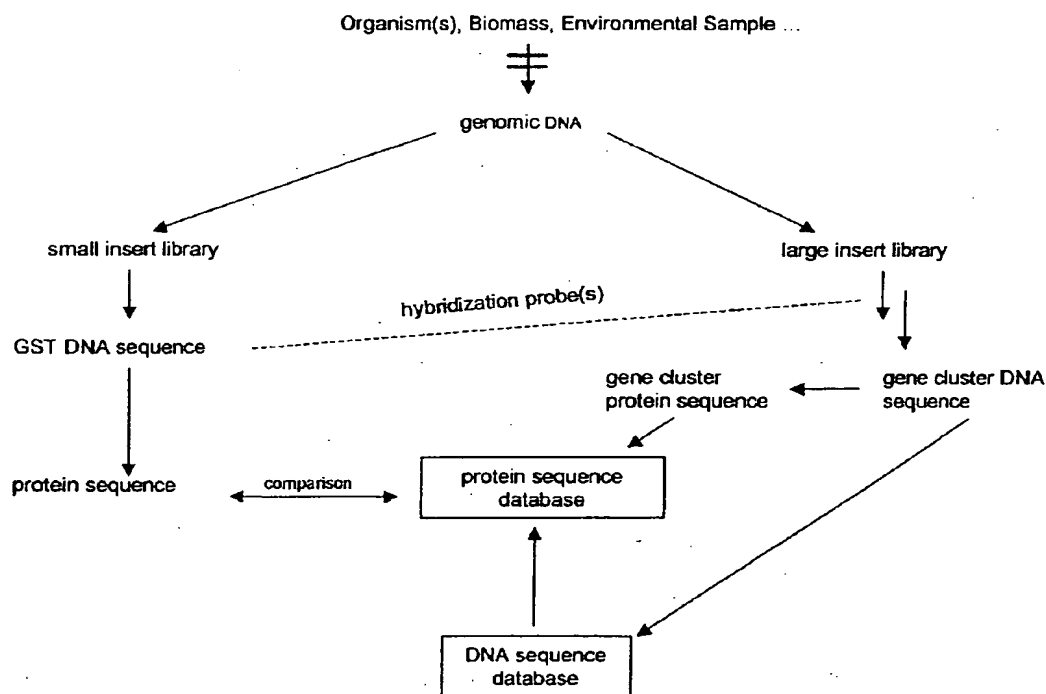 Organism(s), Biomass, Environmental Sample ...
genomic DNA
small insert library
large insert library
hybridization probe(s)
GST DNA sequence
gene cluster
protein sequence
gene cluster DNA
sequence
protein sequence
comparison
protein sequence
database
DNA sequence
database